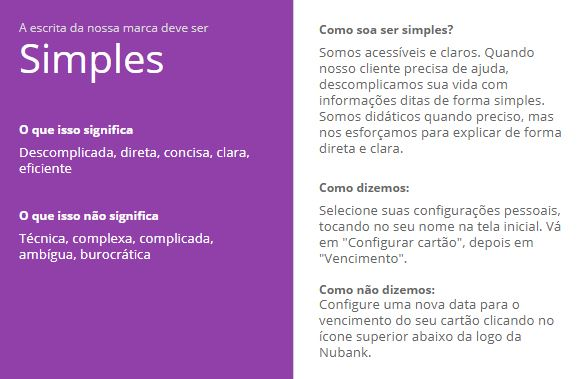 A escrita da nossa marca deve ser
Simples
O que isso significa
Descomplicada, direta, concisa, clara,
eficiente
O que isso não significa
Técnica, complexa, complicada,
ambígua, burocrática
Como soa ser simples?
Somos acessíveis e claros. Quando
nosso cliente precisa de ajuda,
descomplicamos sua vida com
informações ditas de forma simples.
Somos didáticos quando preciso, mas
nos esforçamos para explicar de forma
direta e clara.
Como dizemos:
Selecione suas configurações pessoais,
tocando no seu nome na tela inicial. Vá
em "Configurar cartão", depois em
"Vencimento".
Como não dizemos:
Configure uma nova data para o
vencimento do seu cartão clicando no
ícone superior abaixo da logo da
Nubank.